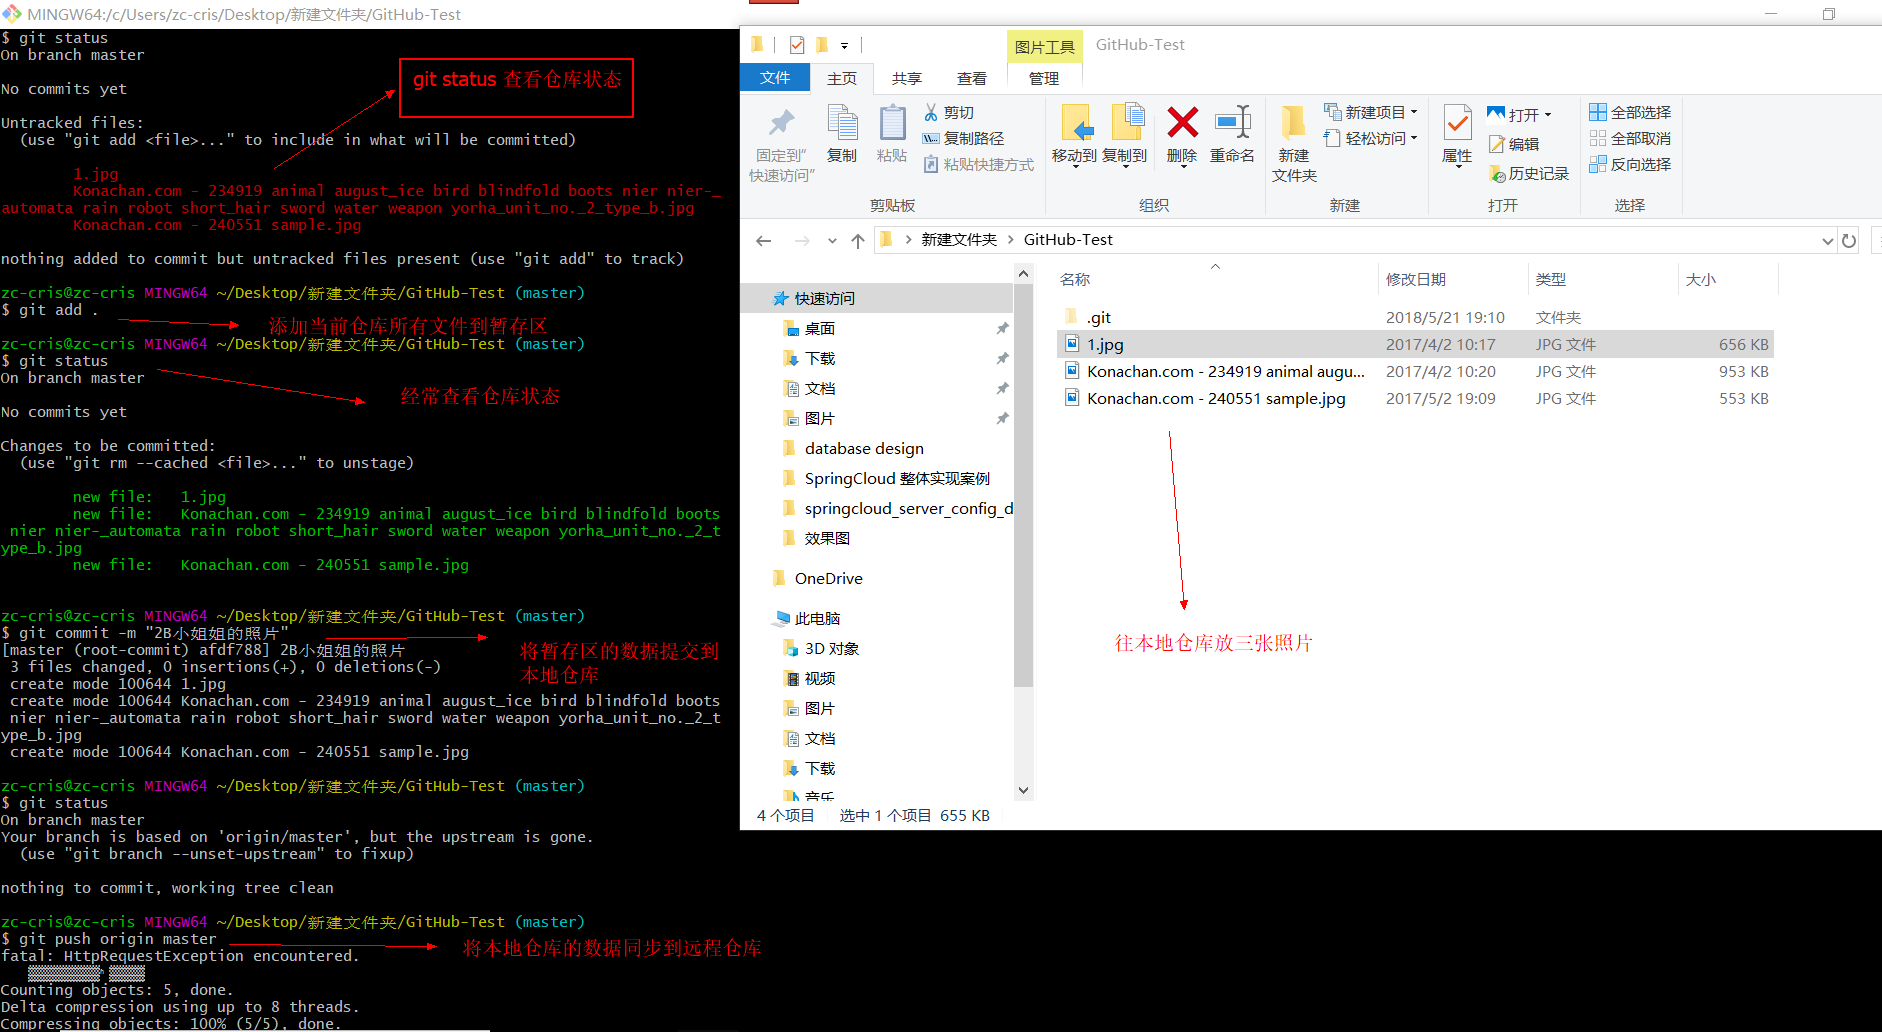 MINGW64:/c/Users/zc-cris/Desktop/新建文件夹/GitHub-Test
$ git status
On branch master
No commits yet
Untracked files:
(use "git add <file>..." to include in what will be committed)
1.jpg
Konachan.com - 234919 animal august_ice bird blindfold boots nier nier-_
automata rain robot short_hair sword water weapon yorha_unit_no._2_type_b.jpg
Konachan.com - 240551 sample.jpg
nothing added to commit but untracked files present (use "git add" to track)
git status 查看仓库状态
zc-cris@zc-cris MINGW64 ~/Desktop/新建文件夹/GitHub-Test (master)
$ git add .
添加当前仓库所有文件到暂存区
zc-cris@zc-cris MINGW64 ~/Desktop/新建文件夹/GitHub-Test (master)
$ git status
On branch master
经常查看仓库状态
No commits yet
Changes to be committed:
(use "git rm --cached <file>..." to unstage)
new file:   1.jpg
new file:   Konachan.com - 234919 animal august_ice bird blindfold boots
nier nier-_automata rain robot short_hair sword water weapon yorha_unit_no._2_t
ype_b.jpg
new file:   Konachan.com - 240551 sample.jpg
zc-cris@zc-cris MINGW64 ~/Desktop/新建文件夹/GitHub-Test (master)
$ git commit -m "2B小姐姐的照片"
[master (root-commit) afdf788] 2B小姐姐的照片
将暂存区的数据提交到
本地仓库
3 files changed, 0 insertions(+), 0 deletions(-)
create mode 100644 1.jpg
create mode 100644 Konachan.com - 234919 animal august_ice bird blindfold boots
nier nier-_automata rain robot short_hair sword water weapon yorha_unit_no._2_t
ype_b.jpg
create mode 100644 Konachan.com - 240551 sample.jpg
zc-cris@zc-cris MINGW64 ~/Desktop/新建文件夹/GitHub-Test (master)
$ git status
On branch master
Your branch is based on 'origin/master', but the upstream is gone.
(use "git branch --unset-upstream" to fixup)
nothing to commit, working tree clean
zc-cris@zc-cris MINGW64 ~/Desktop/新建文件夹/GitHub-Test (master)
$ git push origin master
将本地仓库的数据同步到远程仓库
fatal: HttpRequestException encountered.
Counting objects: 5, done.
Delta compression using up to 8 threads.
Compressing objects: 100% (5/5), done.
图片工具 GitHub-Test
文件 主页 共享 查看 管理
固定到"
快速访问"
复制
粘贴
剪切
复制路径
粘贴快捷方式
剪贴板
移动到 复制到 删除 重命名
组织
新建
文件夹
新建项目
轻松访问
新建
属性
打开
编辑
历史记录
打开
全部选择
全部取消
反向选择
选择
新建文件夹 GitHub-Test
快速访问
桌面
下载
文档
图片
database design
SpringCloud 整体实现案例
springcloud_server_config_d
效果图
OneDrive
此电脑
3D 对象
视频
图片
文档
下载
音乐
名称 修改日期 类型 大小
.git 2018/5/21 19:10 文件夹
1.jpg 2017/4/2 10:17 JPG 文件 656 KB
Konachan.com - 234919 animal augu... 2017/4/2 10:20 JPG 文件 953 KB
Konachan.com - 240551 sample.jpg 2017/5/2 19:09 JPG 文件 553 KB
往本地仓库放三张照片
4 个项目 选中 1 个项目 655 KB